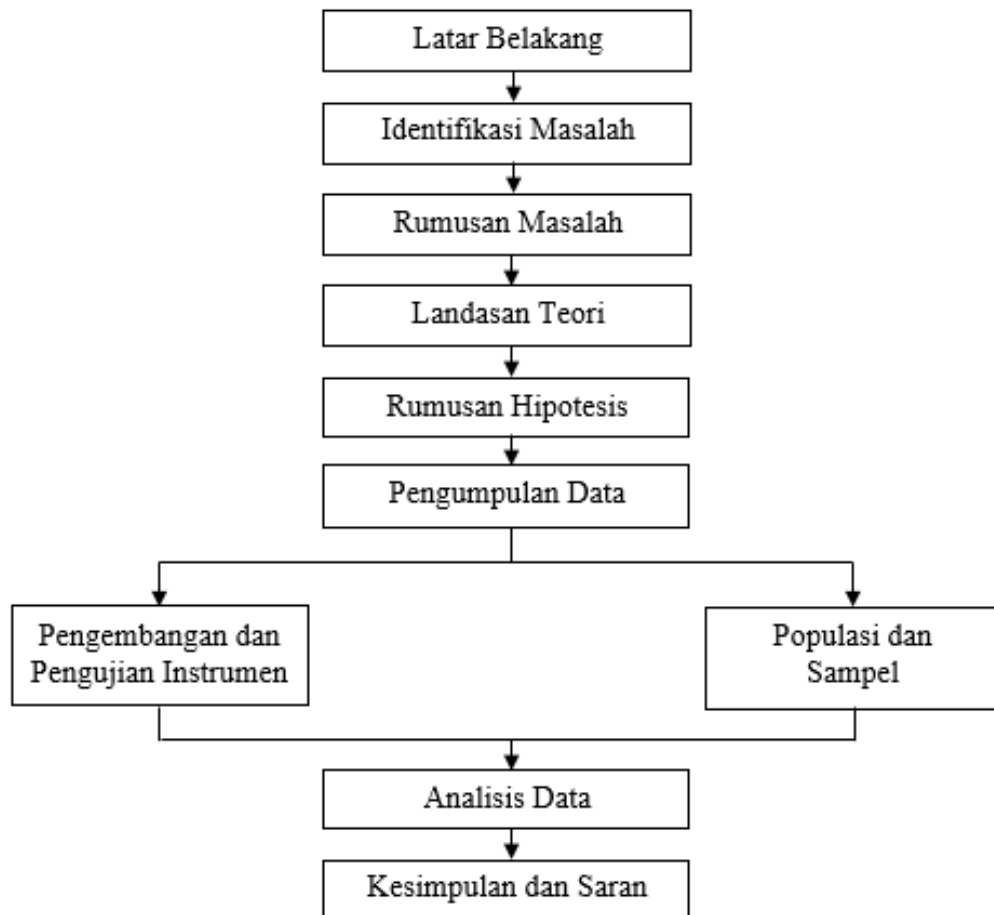 Latar Belakang
Identifikasi Masalah
Rumusan Masalah
Landasan Teori
Rumusan Hipotesis
Pengumpulan Data
Pengembangan dan
Pengujian Instrumen
Populasi dan
Sampel
Analisis Data
Kesimpulan dan Saran